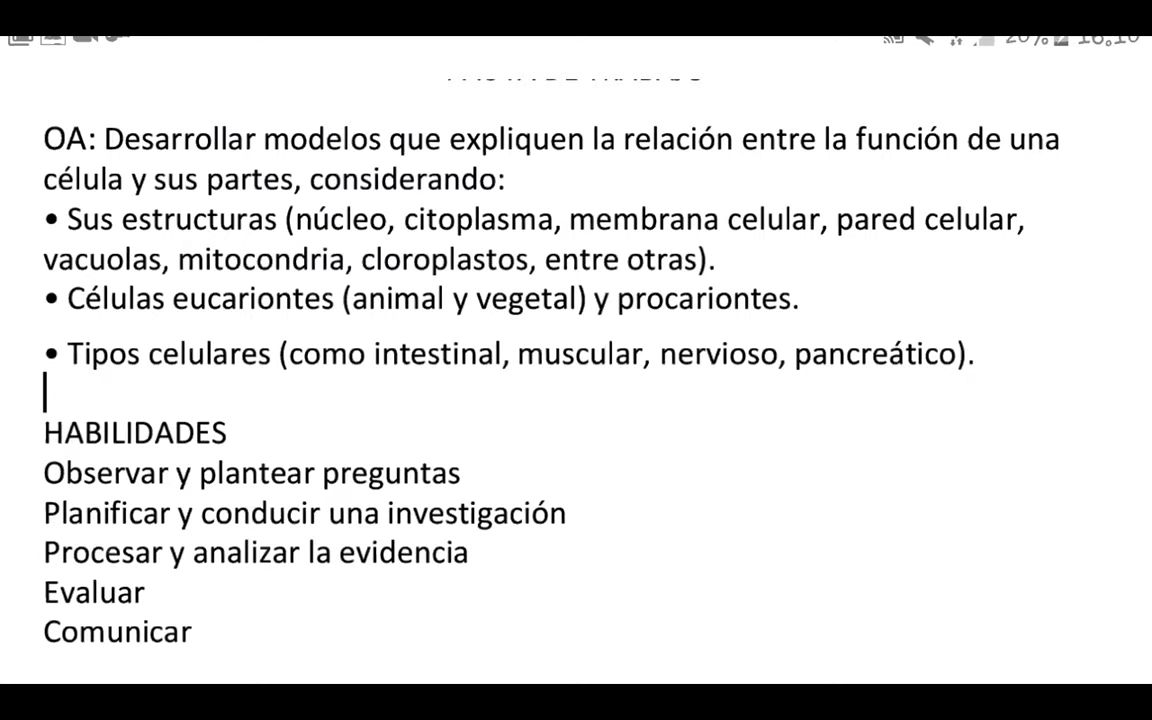 OA: Desarrollar modelos que expliquen la relación entre la función de una
célula y sus partes, considerando:
• Sus estructuras (núcleo, citoplasma, membrana celular, pared celular,
vacuolas, mitocondria, cloroplastos, entre otras).
• Células eucariontes (animal y vegetal) y procariontes.
• Tipos celulares (como intestinal, muscular, nervioso, pancreático).
HABILIDADES
Observar y plantear preguntas
Planificar y conducir una investigación
Procesar y analizar la evidencia
Evaluar
Comunicar